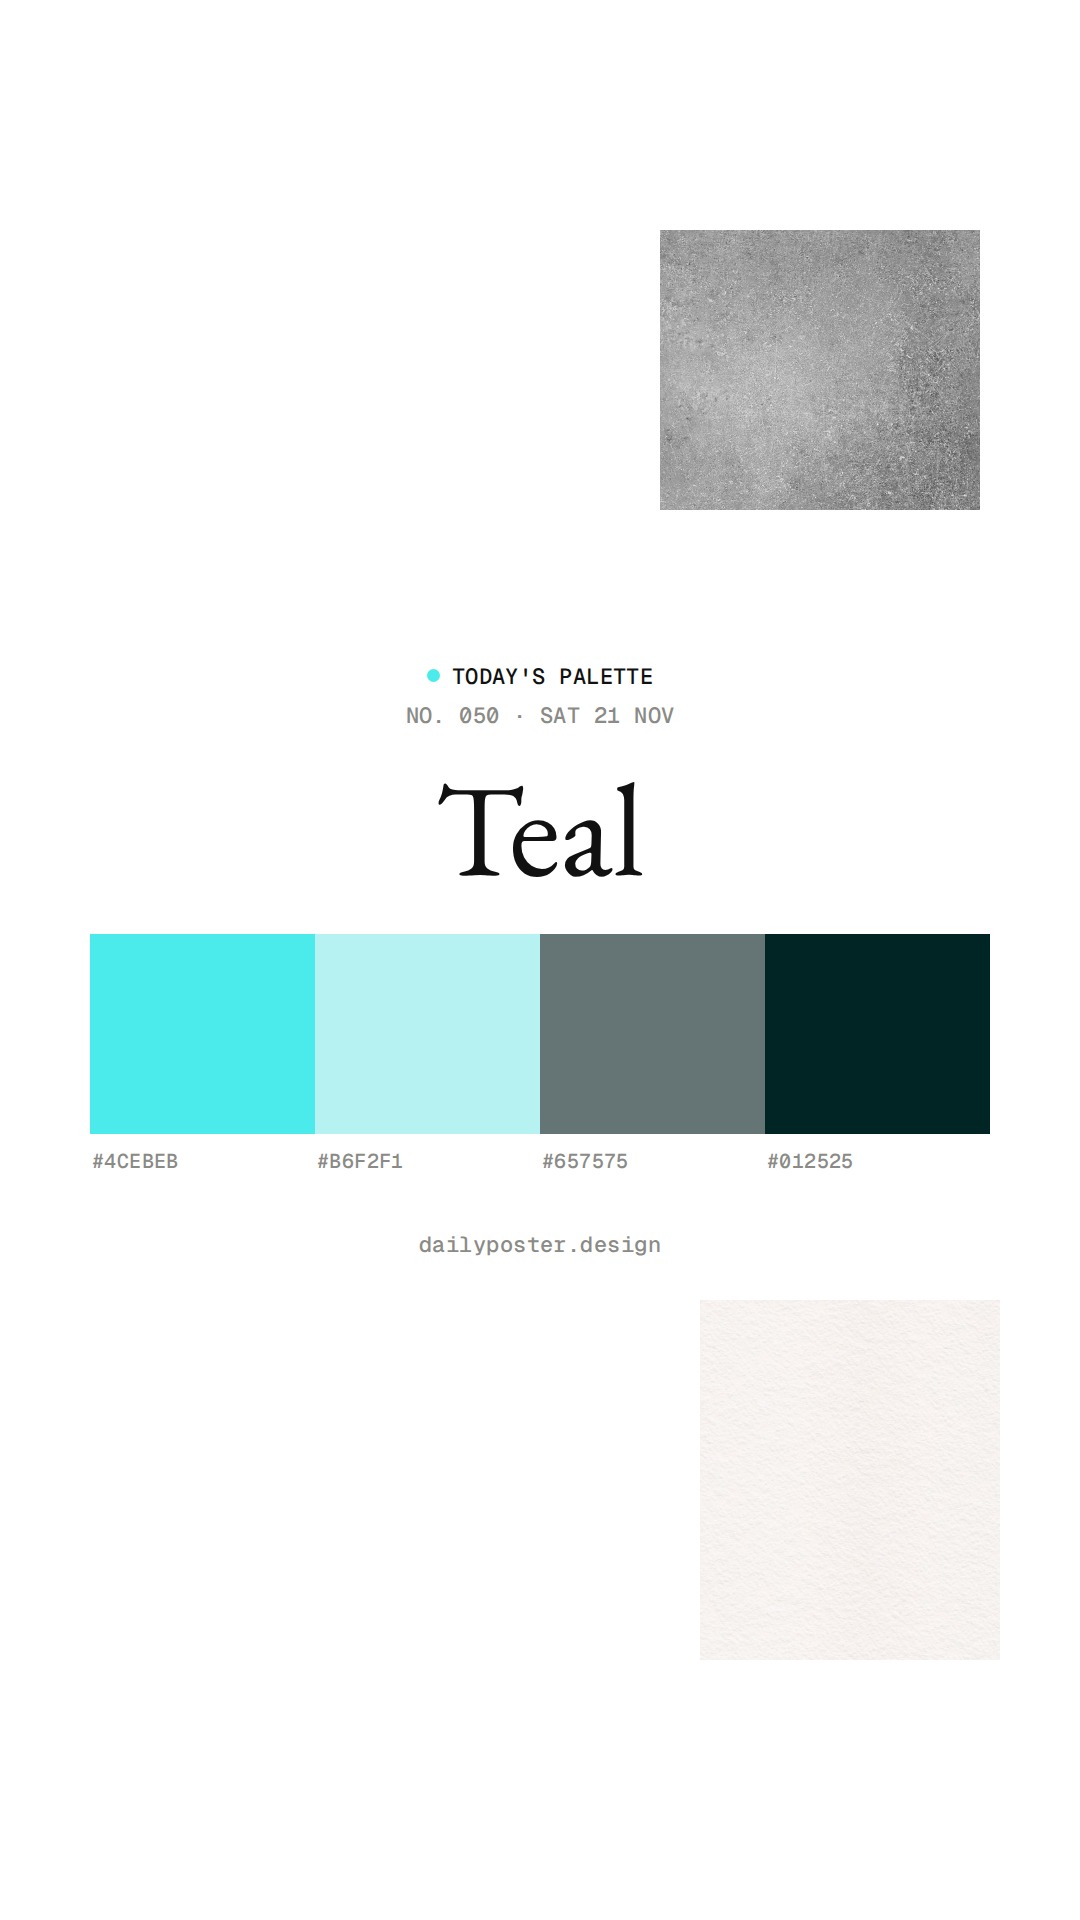 TODAY'S PALETTE
NO. 050 · SAT 21 NOV
Teal
#4CEBEB #B6F2F1 #657575 #012525
dailyposter.design